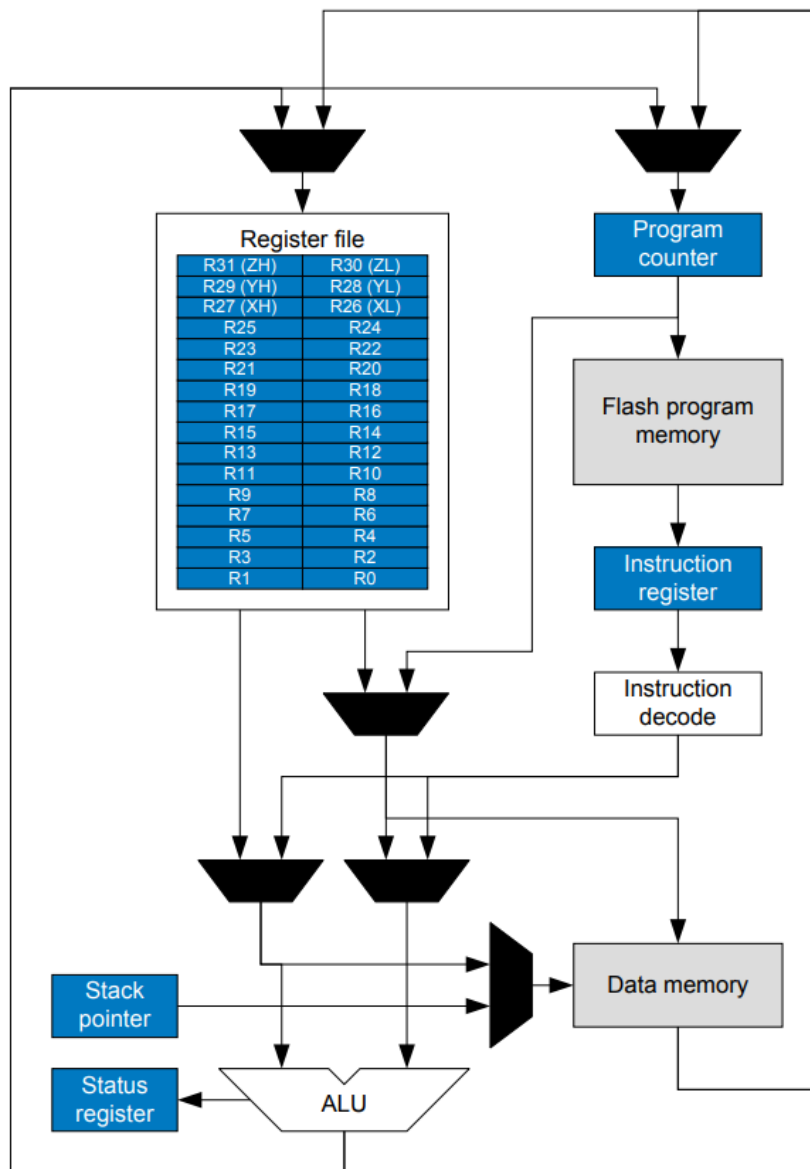 Register file
R31 (ZH) R30 (ZL)
R29 (YH) R28 (YL)
R27 (XH) R26 (XL)
R25 R24
R23 R22
R21 R20
R19 R18
R17 R16
R15 R14
R13 R12
R11 R10
R9 R8
R7 R6
R5 R4
R3 R2
R1 R0
Program
counter
Flash program
memory
Instruction
register
Instruction
decode
Stack
pointer
Data memory
Status
register
ALU